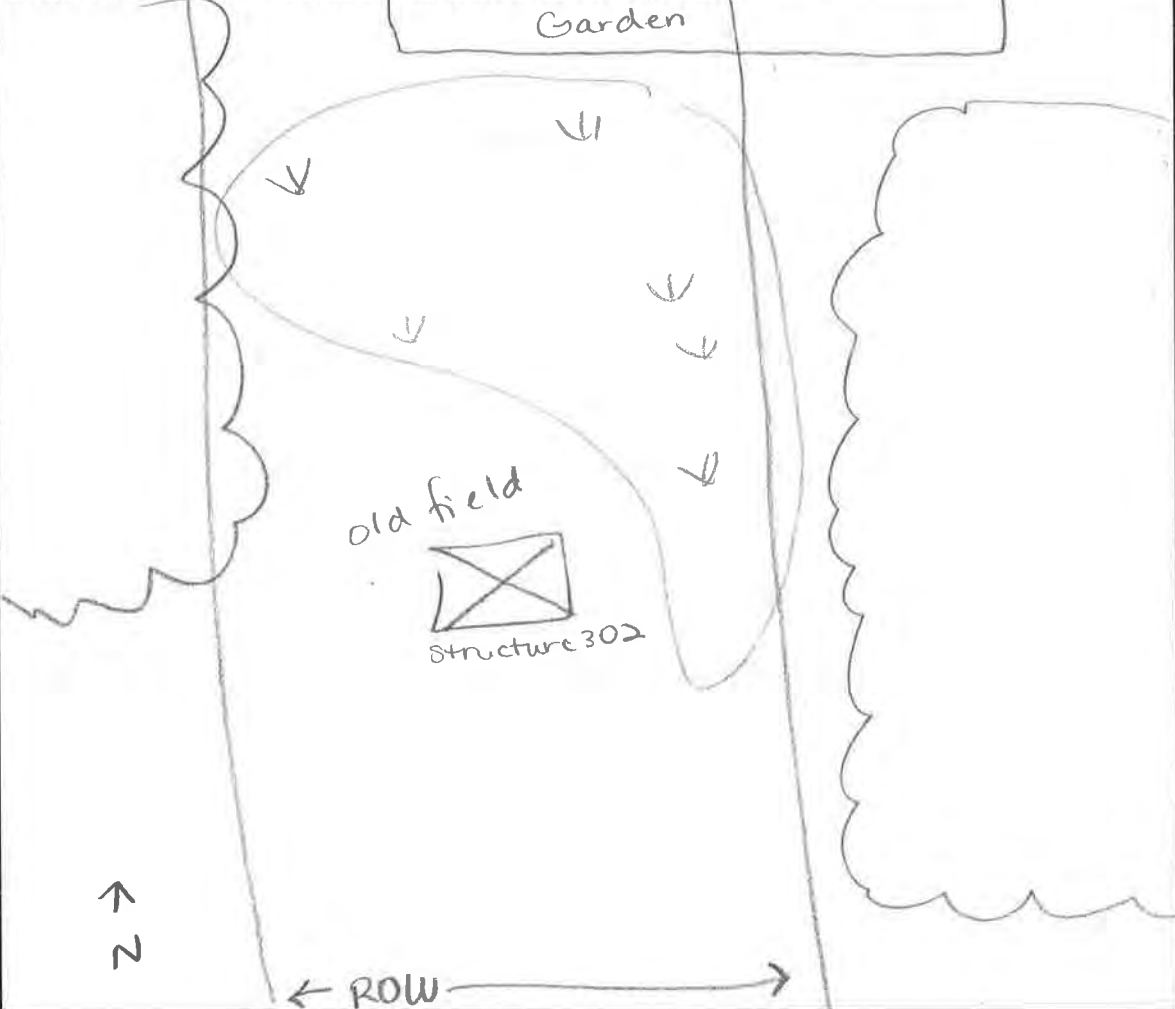 Garden
old field
structure 302
N
← ROW →